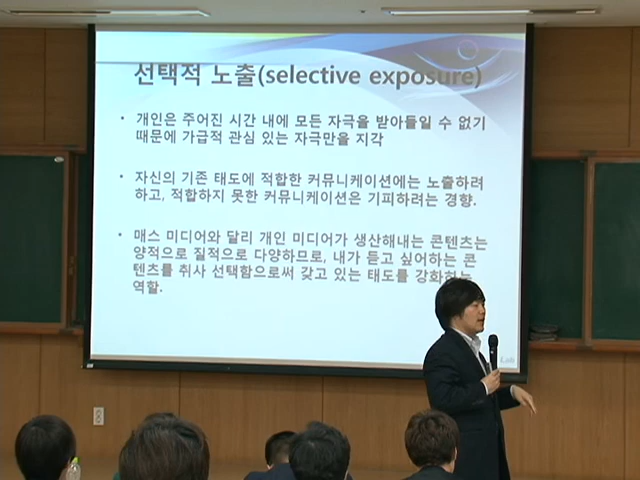 선택적 노출(selective exposure)
• 개인은 주어진 시간 내에 모든 자극을 받아들일 수 없기
때문에 가급적 관심 있는 자극만을 지각
• 자신의 기존 태도에 적합한 커뮤니케이션에는 노출하려
하고, 적합하지 못한 커뮤니케이션은 기피하려는 경향.
• 매스 미디어와 달리 개인 미디어가 생산해내는 콘텐츠는
양적으로 질적으로 다양하므로, 내가 듣고 싶어하는 콘
텐츠를 취사 선택함으로써 갖고 있는 태도를 강화하는
역할.
Lab